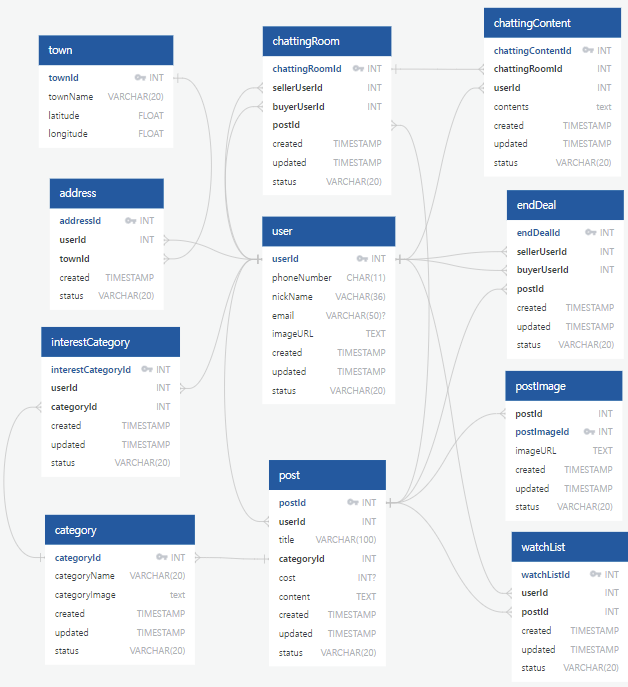 town
townId INT
townName VARCHAR(20)
latitude FLOAT
longitude FLOAT
address
addressId INT
userId INT
townId
created TIMESTAMP
status VARCHAR(20)
interestCategory
interestCategoryId INT
userId INT
categoryId INT
created TIMESTAMP
updated TIMESTAMP
status VARCHAR(20)
category
categoryId INT
categoryName VARCHAR(20)
categoryImage text
created TIMESTAMP
updated TIMESTAMP
status VARCHAR(20)
chattingRoom
chattingRoomId INT
sellerUserId INT
buyerUserId INT
postId
created TIMESTAMP
updated TIMESTAMP
status VARCHAR(20)
user
userId INT
phoneNumber CHAR(11)
nickName VACHAR(36)
email VARCHAR(50)?
imageURL TEXT
created TIMESTAMP
updated TIMESTAMP
status VARCHAR(20)
post
postId INT
userId INT
title VARCHAR(100)
categoryId INT
cost INT?
content TEXT
created TIMESTAMP
updated TIMESTAMP
status VARCHAR(20)
chattingContent
chattingContentId INT
chattingRoomId INT
userId INT
contents text
created TIMESTAMP
updated TIMESTAMP
status VARCHAR(20)
endDeal
endDealId INT
sellerUserId INT
buyerUserId INT
postId
created TIMESTAMP
updated TIMESTAMP
status VARCHAR(20)
postImage
postId INT
postImageId INT
imageURL TEXT
created TIMESTAMP
updated TIMESTAMP
status VARCHAR(20)
watchList
watchListId INT
userId INT
postId INT
created TIMESTAMP
updated TIMESTAMP
status VARCHAR(20)